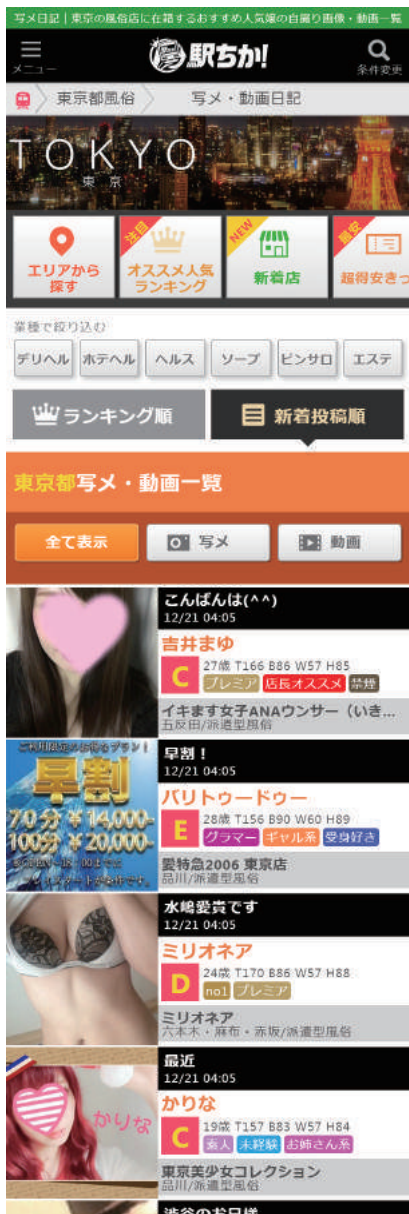 写メ日記｜東京の風俗店に在籍するおすすめ人気嬢の自撮り画像・動画一覧
メニュー
駅ちか!
条件変更
東京都風俗
写メ・動画日記
TOKYO
東京
エリアから
探す
注目
オススメ人気
ランキング
NEW
新着店
最安
超得安きっ
業種で絞り込む
デリヘル
ホテヘル
ヘルス
ソープ
ピンサロ
エステ
ランキング順
新着投稿順
東京都写メ・動画一覧
全て表示
写メ
動画
こんばんは(^^)
12/21 04:05
吉井まゆ
C
27歳 T166 B86 W57 H85
プレミア 店長オススメ 禁煙
イキます女子ANAウンサー（いき...
五反田/派遣型風俗
早割
70分 ¥14,000-
100分 ¥20,000-
早割！
12/21 04:05
バリトゥードゥー
E
28歳 T156 B90 W60 H89
グラマー ギャル系 受身好き
愛特急2006 東京店
品川/派遣型風俗
水嶋愛貴です
12/21 04:05
ミリオネア
D
24歳 T170 B86 W57 H88
no1 プレミア
ミリオネア
六本木・麻布・赤坂/派遣型風俗
かりな
最近
12/21 04:05
かりな
C
19歳 T157 B83 W57 H84
素人 未経験 お姉さん系
東京美少女コレクション
品川/派遣型風俗